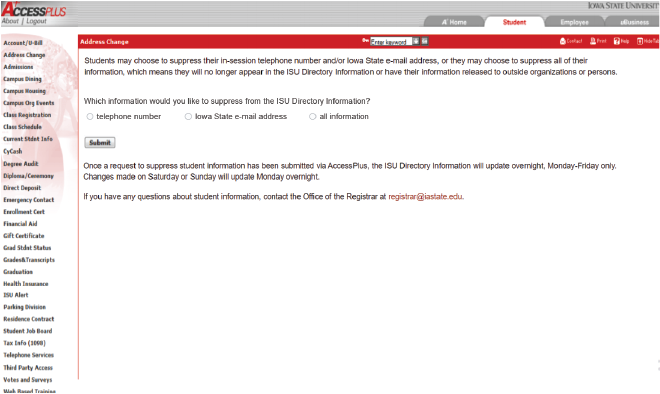 ACCESSPLUS
IOWA STATE UNIVERSIT
About | Logout
A+ Home
Student
Employee
uBusiness
Address Change
Enter keyword
Contact
Print
Help
Hide Tab
Account/U-Bill
Address Change
Admissions
Campus Dining
Campus Housing
Campus Org Events
Class Registration
Class Schedule
Current Stdnt Info
CyCash
Degree Audit
Diploma/Ceremony
Direct Deposit
Emergency Contact
Enrollment Cert
Financial Aid
Gift Certificate
Grad Stdnt Status
Grades&Transcripts
Graduation
Health Insurance
ISU Alert
Parking Division
Residence Contract
Student Job Board
Tax Info (1098)
Telephone Services
Third Party Access
Votes and Surveys
Web Based Training
Students may choose to suppress their in-session telephone number and/or Iowa State e-mail address, or they may choose to suppress all of their
information, which means they will no longer appear in the ISU Directory Information or have their information released to outside organizations or persons.
Which information would you like to suppress from the ISU Directory Information?
telephone number
Iowa State e-mail address
all information
Submit
Once a request to suppress student information has been submitted via AccessPlus, the ISU Directory Information will update overnight, Monday-Friday only.
Changes made on Saturday or Sunday will update Monday overnight.
If you have any questions about student information, contact the Office of the Registrar at registrar@iastate.edu.